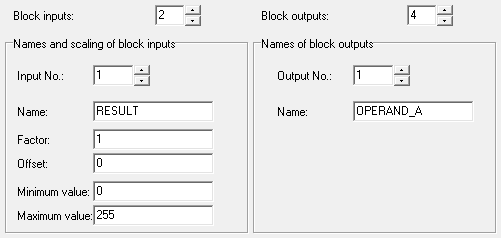 Block inputs: 2 Block outputs: 4
Names and scaling of block inputs Names of block outputs
Input No.: 1 Output No.: 1
Name: RESULT Name: OPERAND_A
Factor: 1
Offset: 0
Minimum value: 0
Maximum value: 255